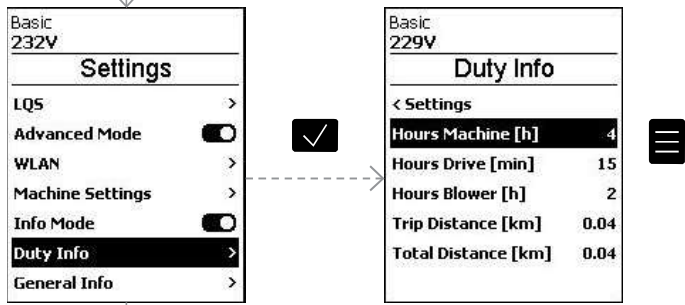 Basic
232V
Settings
LQS >
Advanced Mode
WLAN >
Machine Settings >
Info Mode
Duty Info >
General Info >
Basic
229V
Duty Info
< Settings
Hours Machine [h] 4
Hours Drive [min] 15
Hours Blower [h] 2
Trip Distance [km] 0.04
Total Distance [km] 0.04